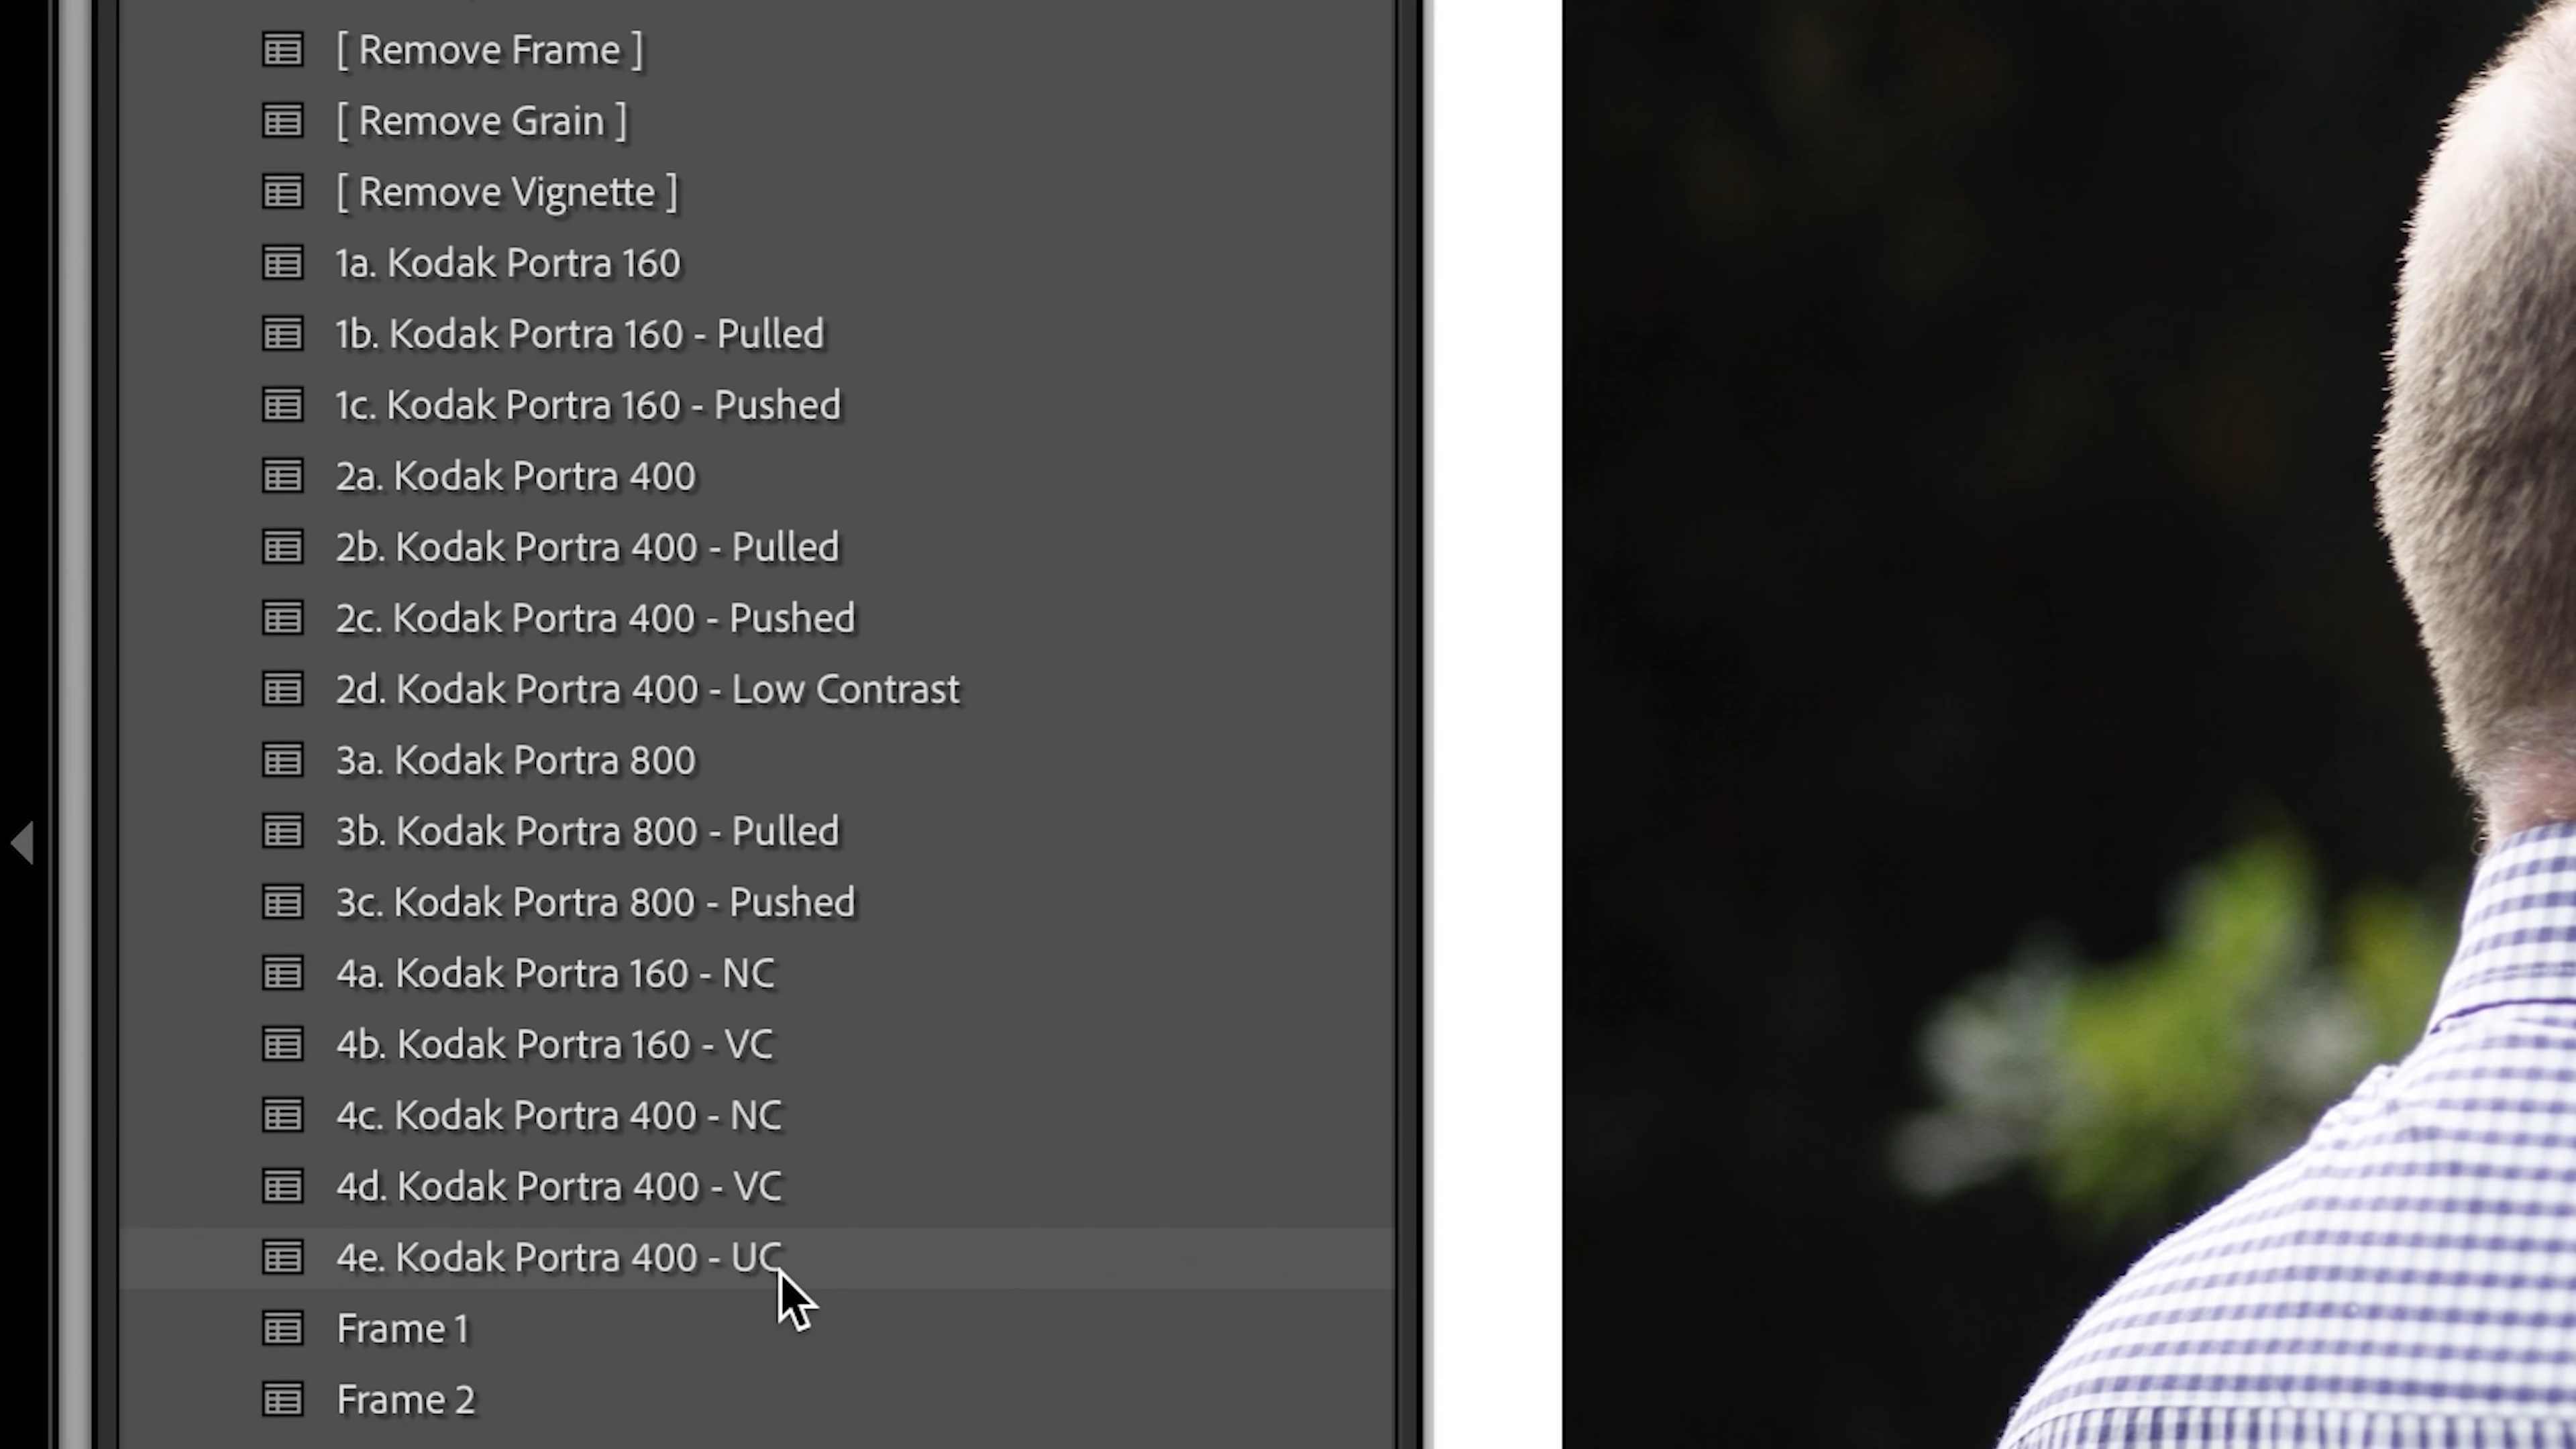 [ Remove Frame ]
[ Remove Grain ]
[ Remove Vignette ]
1a. Kodak Portra 160
1b. Kodak Portra 160 - Pulled
1c. Kodak Portra 160 - Pushed
2a. Kodak Portra 400
2b. Kodak Portra 400 - Pulled
2c. Kodak Portra 400 - Pushed
2d. Kodak Portra 400 - Low Contrast
3a. Kodak Portra 800
3b. Kodak Portra 800 - Pulled
3c. Kodak Portra 800 - Pushed
4a. Kodak Portra 160 - NC
4b. Kodak Portra 160 - VC
4c. Kodak Portra 400 - NC
4d. Kodak Portra 400 - VC
4e. Kodak Portra 400 - UC
Frame 1
Frame 2